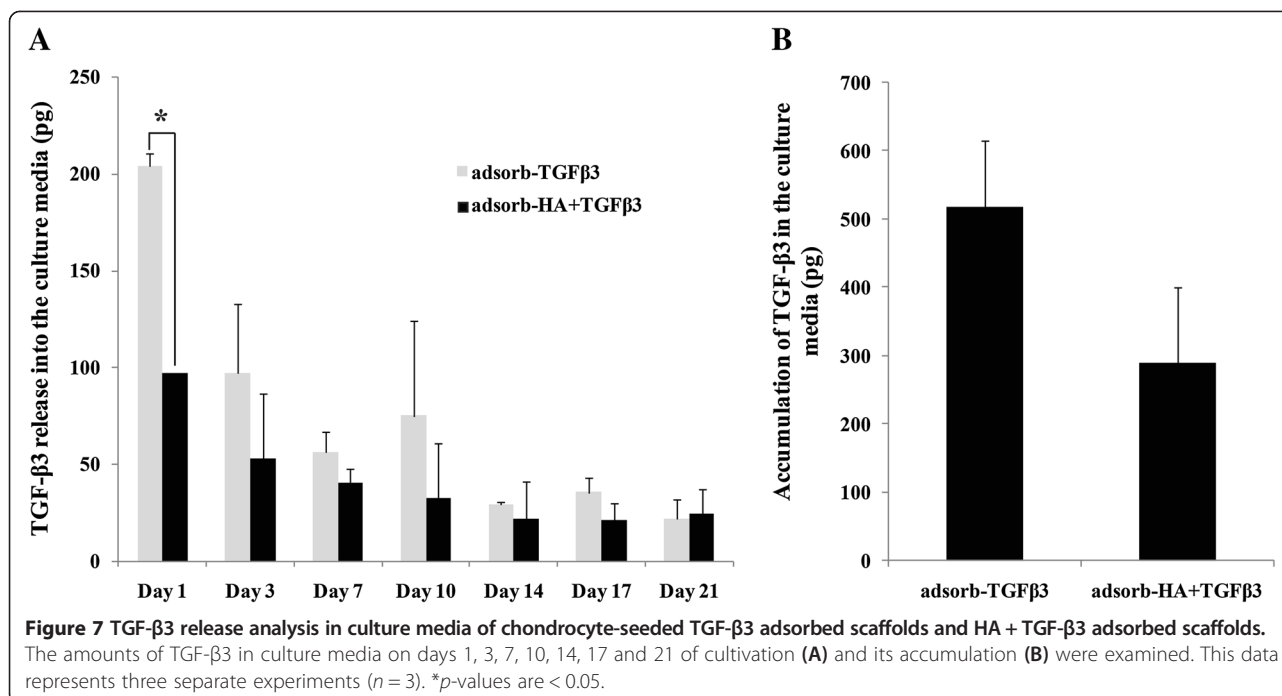 A
TGF-β3 release into the culture media (pg)
250
200
150
100
50
0
*
adsorb-TGFβ3
adsorb-HA+TGFβ3
Day 1 Day 3 Day 7 Day 10 Day 14 Day 17 Day 21
B
Accumulation of TGF-β3 in the culture
media (pg)
700
600
500
400
300
200
100
0
adsorb-TGFβ3 adsorb-HA+TGFβ3
Figure 7 TGF-β3 release analysis in culture media of chondrocyte-seeded TGF-β3 adsorbed scaffolds and HA + TGF-β3 adsorbed scaffolds.
The amounts of TGF-β3 in culture media on days 1, 3, 7, 10, 14, 17 and 21 of cultivation (A) and its accumulation (B) were examined. This data
represents three separate experiments (n = 3). *p-values are < 0.05.